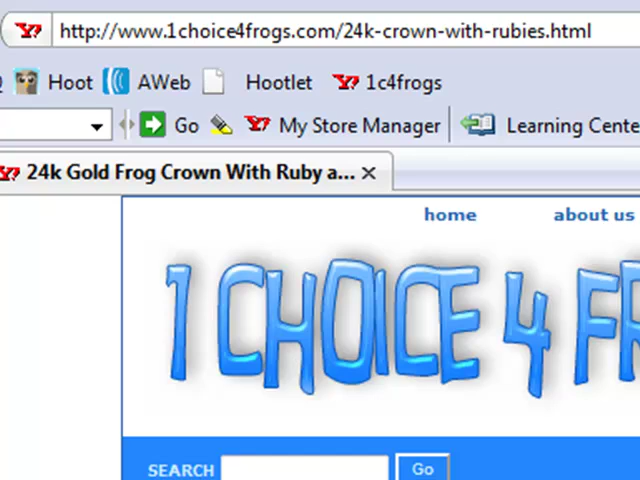 http://www.1choice4frogs.com/24k-crown-with-rubies.html
Hoot AWeb Hootlet 1c4frogs
Go My Store Manager Learning Cente
24k Gold Frog Crown With Ruby a...
home about us
1 CHOICE 4 FR
SEARCH Go